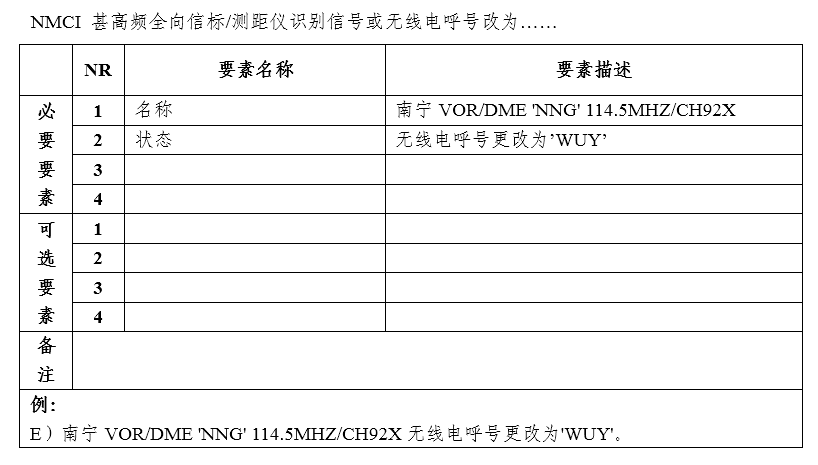 NMCI 甚高频全向信标/测距仪识别信号或无线电呼号改为……
NR 要素名称 要素描述
必要要素
1 名称 南宁 VOR/DME 'NNG' 114.5MHZ/CH92X
2 状态 无线电呼号更改为’WUY’
3
4
可选要素
1
2
3
4
备注
例：
E）南宁 VOR/DME 'NNG' 114.5MHZ/CH92X 无线电呼号更改为'WUY'。